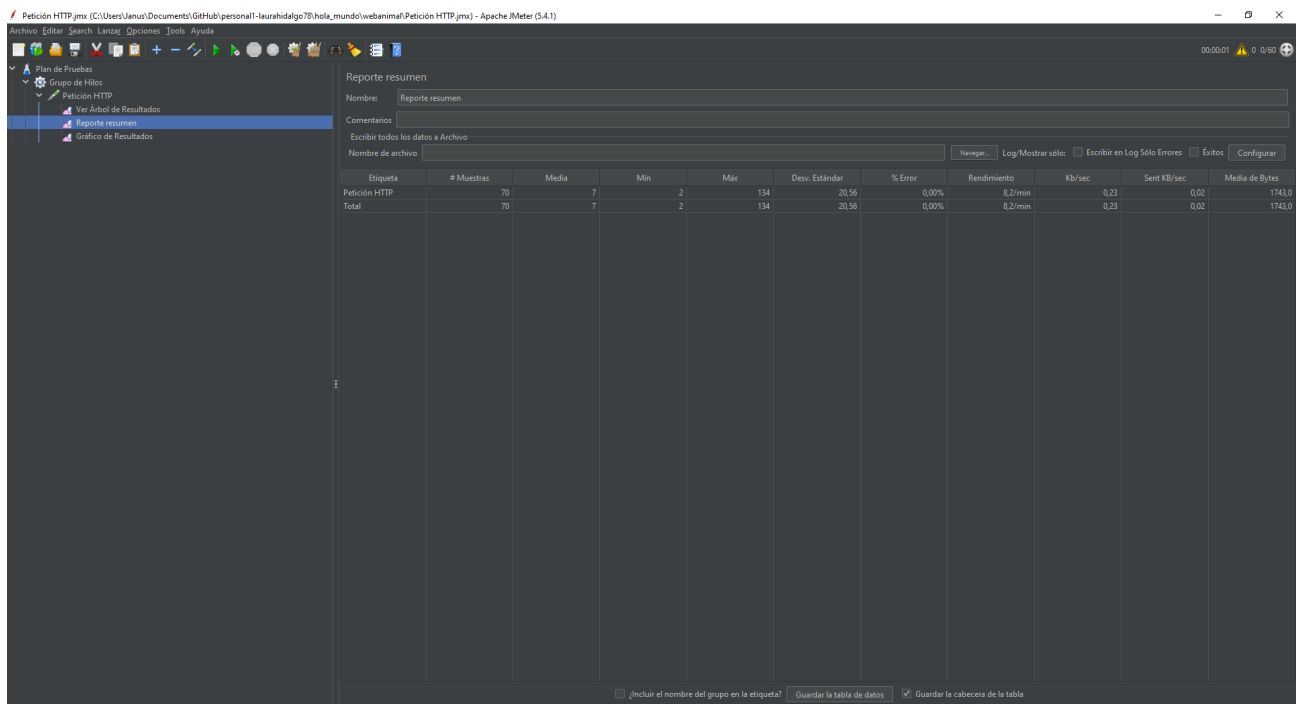 Petición HTTP.jmx (C:\Users\Janus\Documents\GitHub\personal1-laurahidalgo78\hola_mundo\webanimal\Petición HTTP.jmx) - Apache JMeter (5.4.1)
Archivo Editar Search Lanzar Opciones Tools Ayuda
00:00:01 0 0/60
Plan de Pruebas
Grupo de Hilos
Petición HTTP
Ver Árbol de Resultados
Reporte resumen
Gráfico de Resultados
Reporte resumen
Nombre: Reporte resumen
Comentarios
Escribir todos los datos a Archivo
Nombre de archivo Navegar... Log/Mostrar sólo: Escribir en Log Sólo Errores Éxitos Configurar
Etiqueta # Muestras Media Mín Máx Desv. Estándar % Error Rendimiento Kb/sec Sent KB/sec Media de Bytes
Petición HTTP 70 7 2 134 20,56 0,00% 8,2/min 0,23 0,02 1743,0
Total 70 7 2 134 20,56 0,00% 8,2/min 0,23 0,02 1743,0
¿Incluir el nombre del grupo en la etiqueta? Guardar la tabla de datos Guardar la cabecera de la tabla